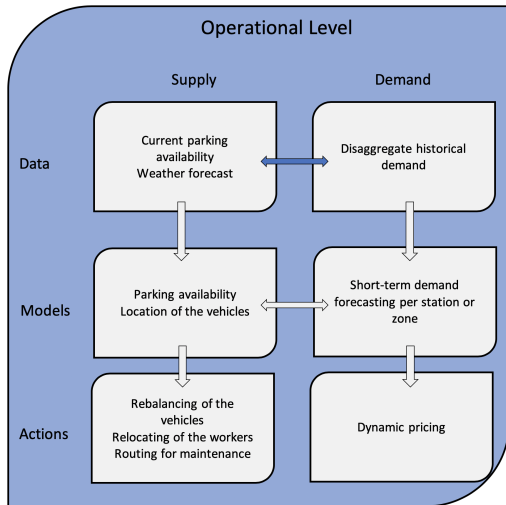 Operational Level
Supply
Demand
Data
Current parking
availability
Weather forecast
Disaggregate historical
demand
Models
Parking availability
Location of the vehicles
Short-term demand
forecasting per station or
zone
Actions
Rebalancing of the
vehicles
Relocating of the workers
Routing for maintenance
Dynamic pricing